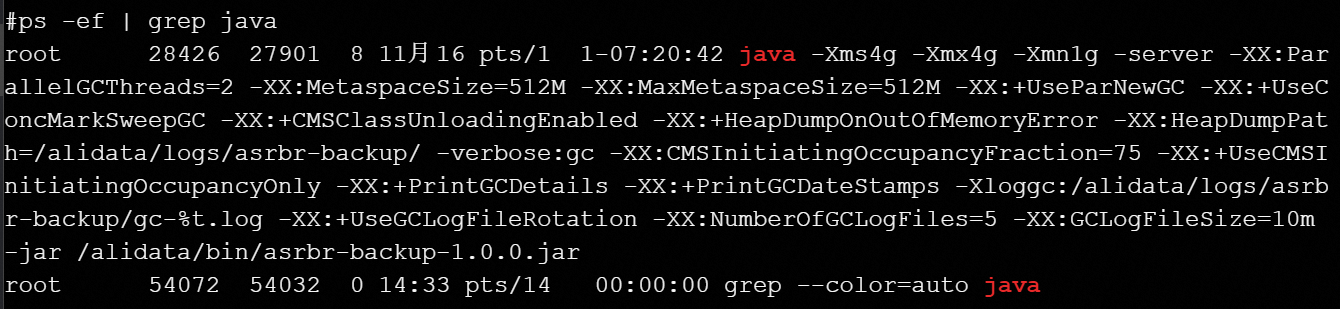 #ps -ef | grep java
root      28426  27901  8 11月16 pts/1  1-07:20:42 java -Xms4g -Xmx4g -Xmn1g -server -XX:Par
allelGCThreads=2 -XX:MetaspaceSize=512M -XX:MaxMetaspaceSize=512M -XX:+UseParNewGC -XX:+UseC
oncMarkSweepGC -XX:+CMSClassUnloadingEnabled -XX:+HeapDumpOnOutOfMemoryError -XX:HeapDumpPat
h=/alidata/logs/asrbr-backup/ -verbose:gc -XX:CMSInitiatingOccupancyFraction=75 -XX:+UseCMSI
nitiatingOccupancyOnly -XX:+PrintGCDetails -XX:+PrintGCDateStamps -Xloggc:/alidata/logs/asrb
r-backup/gc-%t.log -XX:+UseGCLogFileRotation -XX:NumberOfGCLogFiles=5 -XX:GCLogFileSize=10m
-jar /alidata/bin/asrbr-backup-1.0.0.jar
root      54072  54032  0 14:33 pts/14   00:00:00 grep --color=auto java